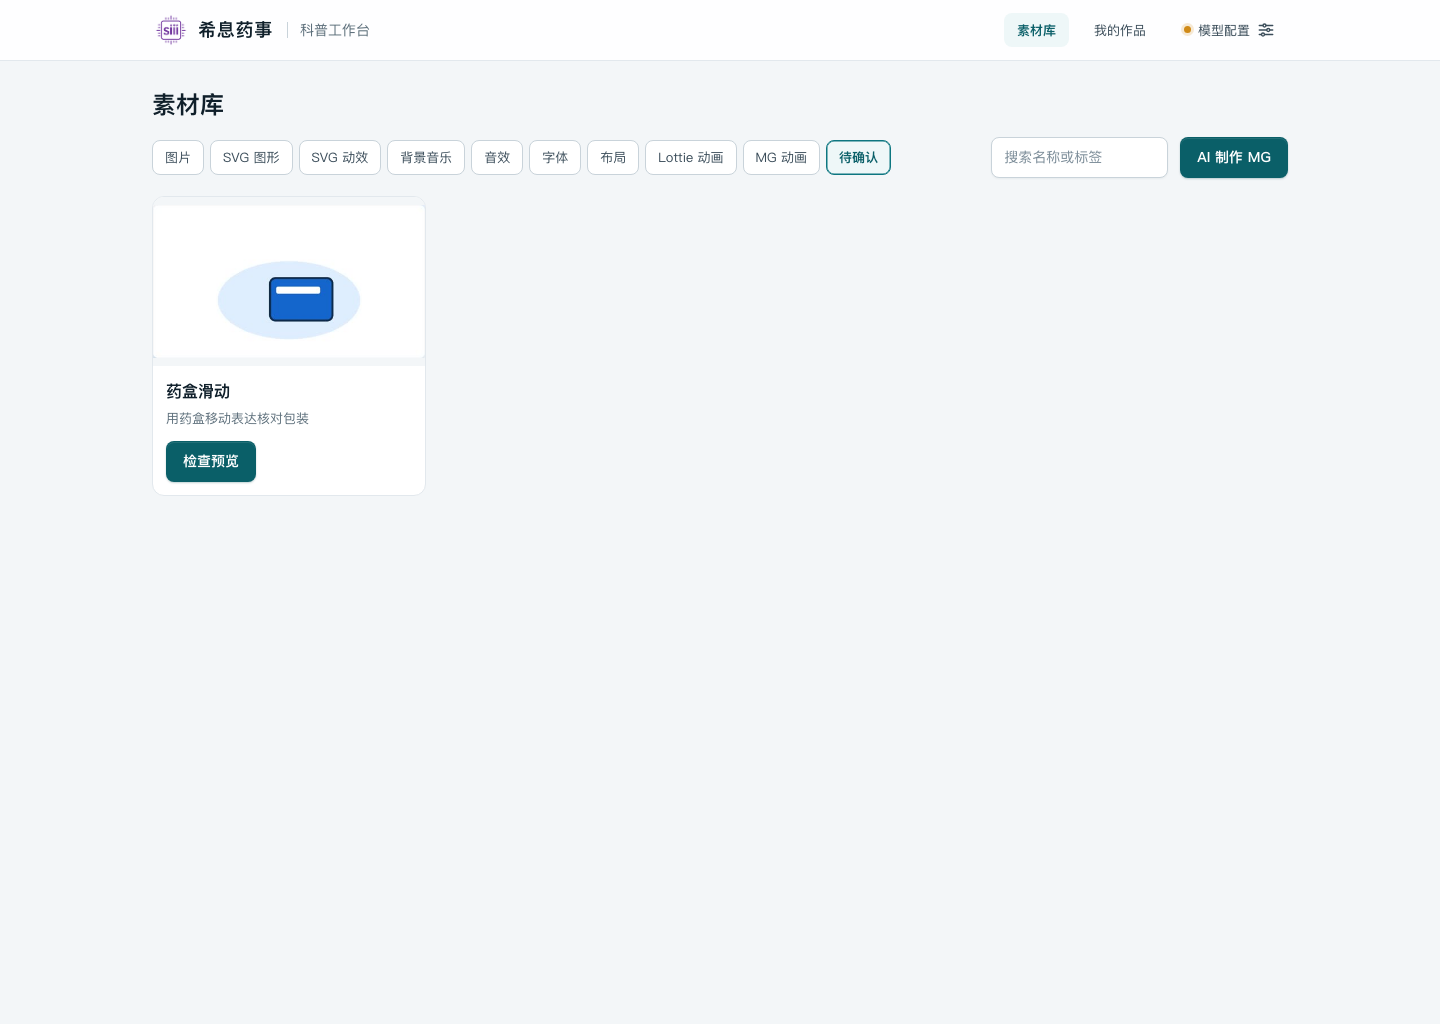 siii 希息药事 科普工作台 素材库 我的作品 模型配置
素材库
图片 SVG 图形 SVG 动效 背景音乐 音效 字体 布局 Lottie 动画 MG 动画 待确认 搜索名称或标签 AI 制作 MG
药盒滑动
用药盒移动表达核对包装
检查预览